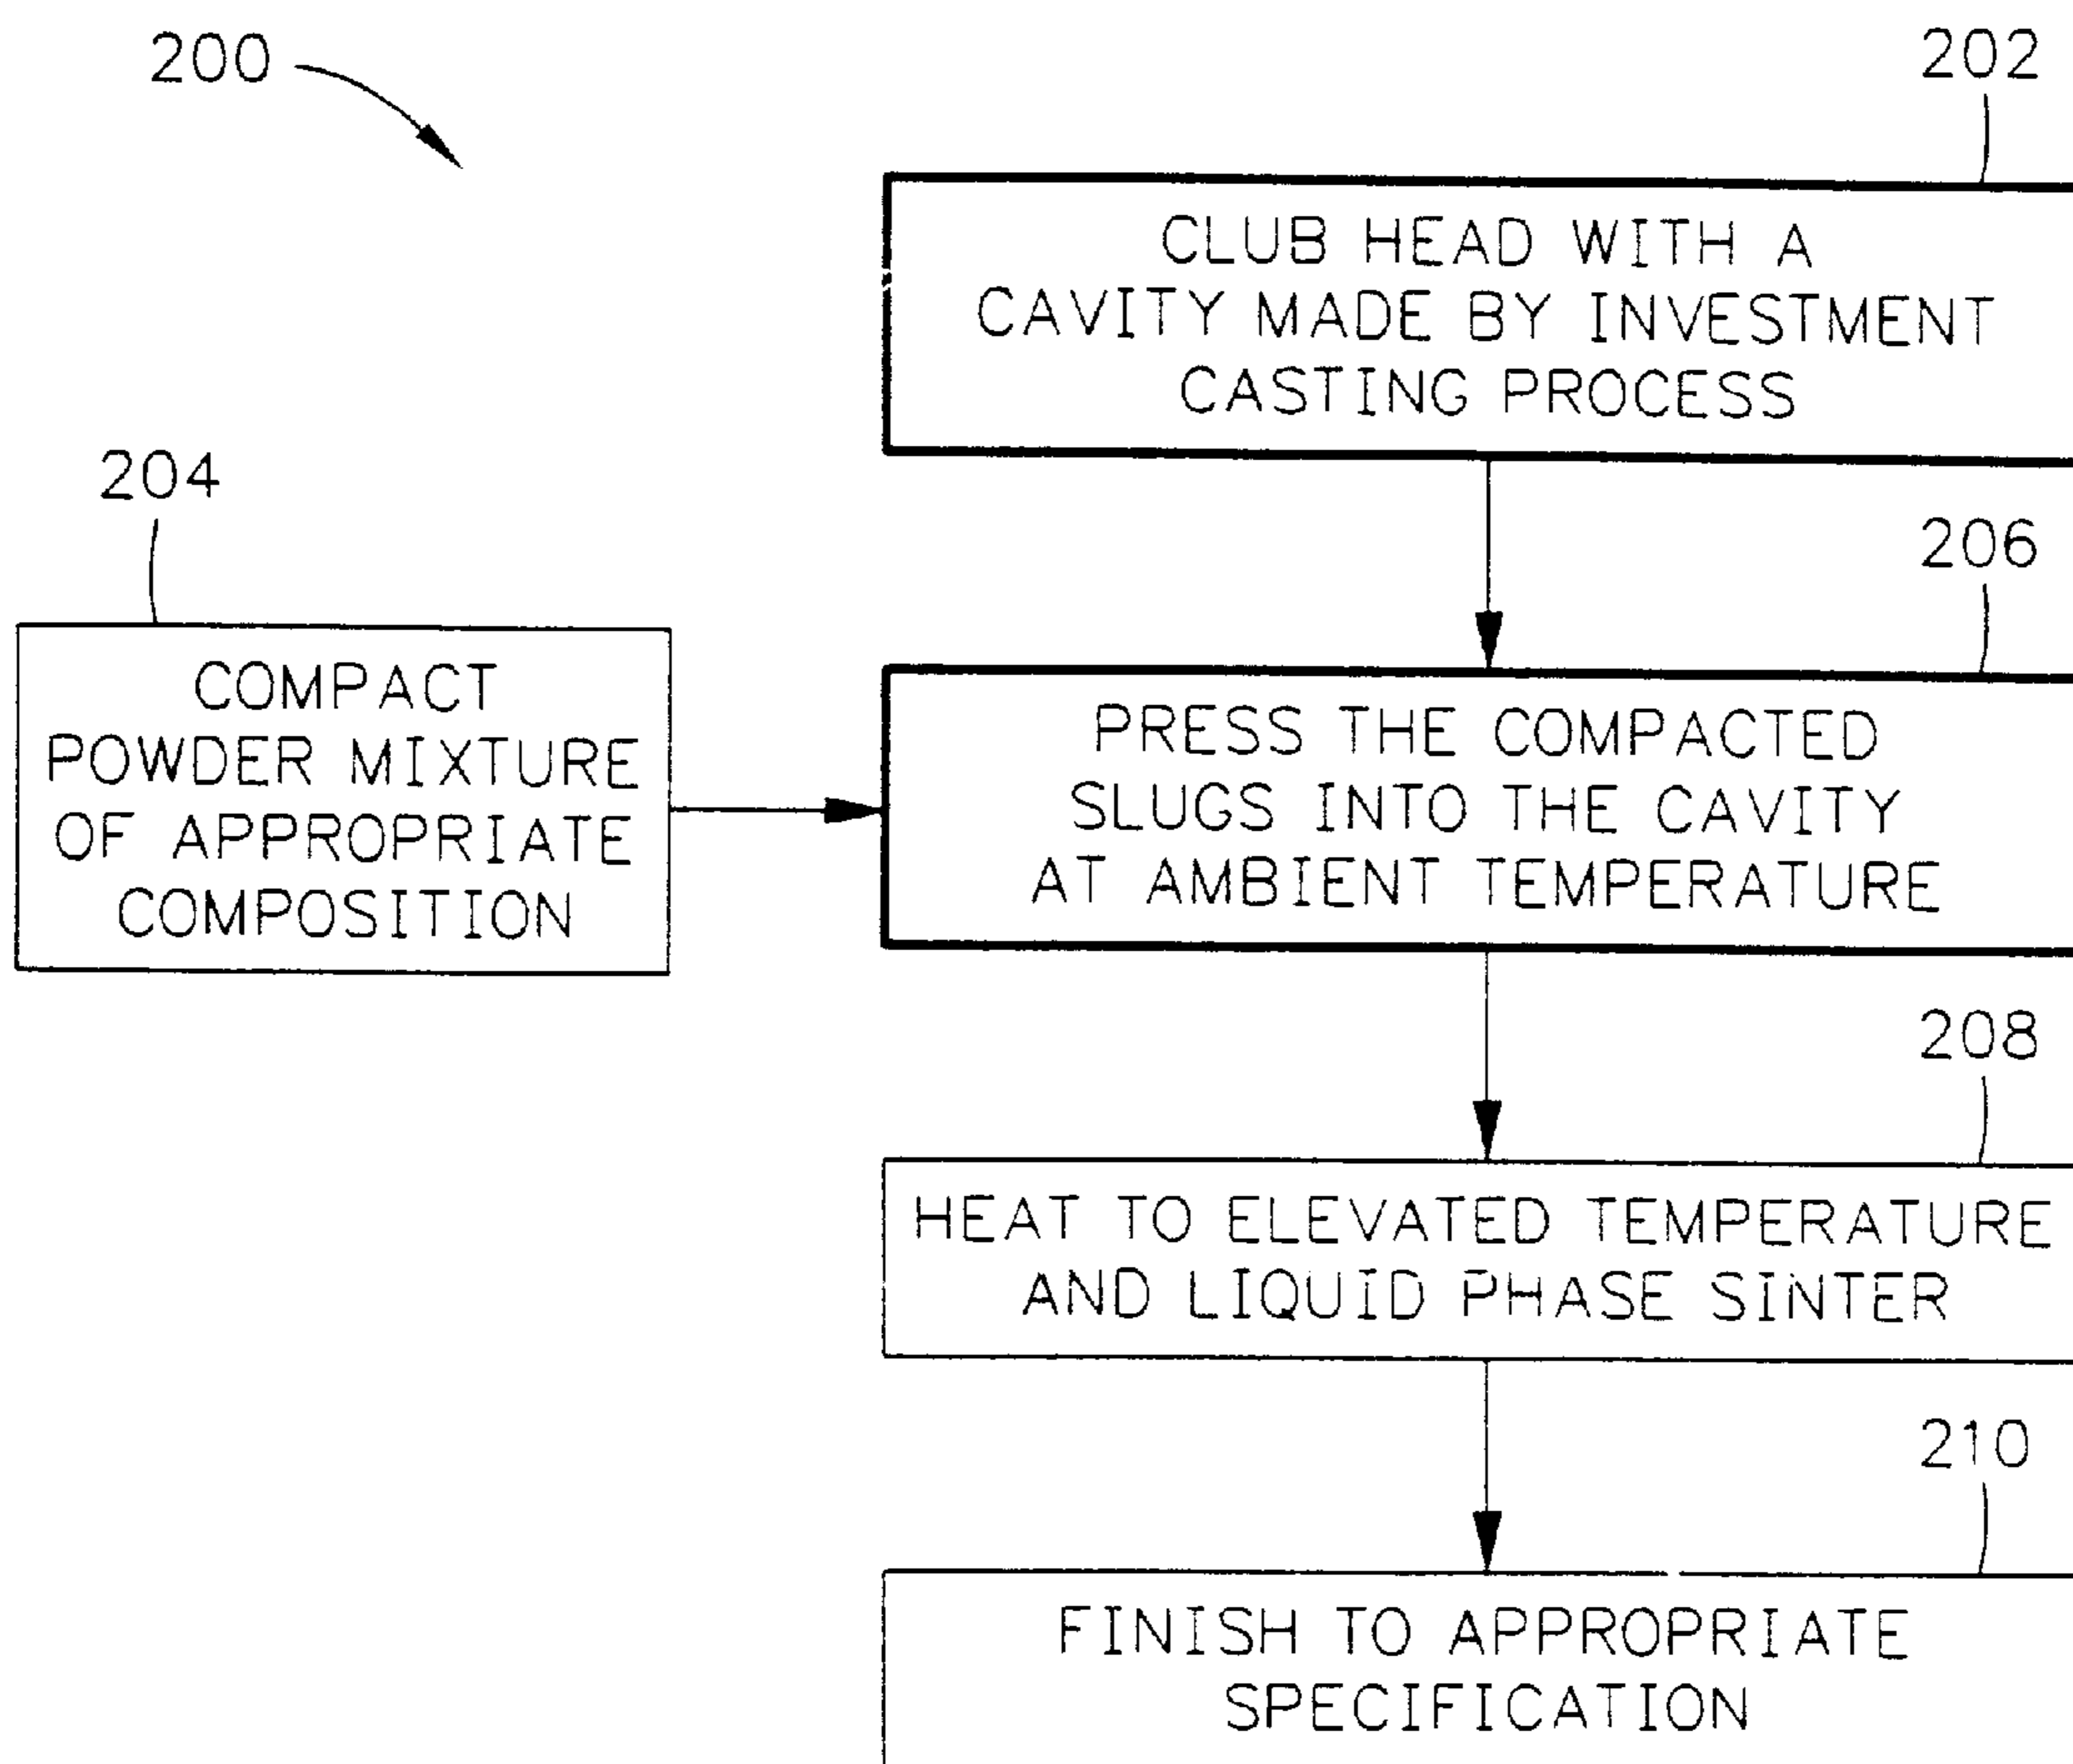 200
202
CLUB HEAD WITH A
CAVITY MADE BY INVESTMENT
CASTING PROCESS
204
206
COMPACT
POWDER MIXTURE
OF APPROPRIATE
COMPOSITION
PRESS THE COMPACTED
SLUGS INTO THE CAVITY
AT AMBIENT TEMPERATURE
208
HEAT TO ELEVATED TEMPERATURE
AND LIQUID PHASE SINTER
210
FINISH TO APPROPRIATE
SPECIFICATION